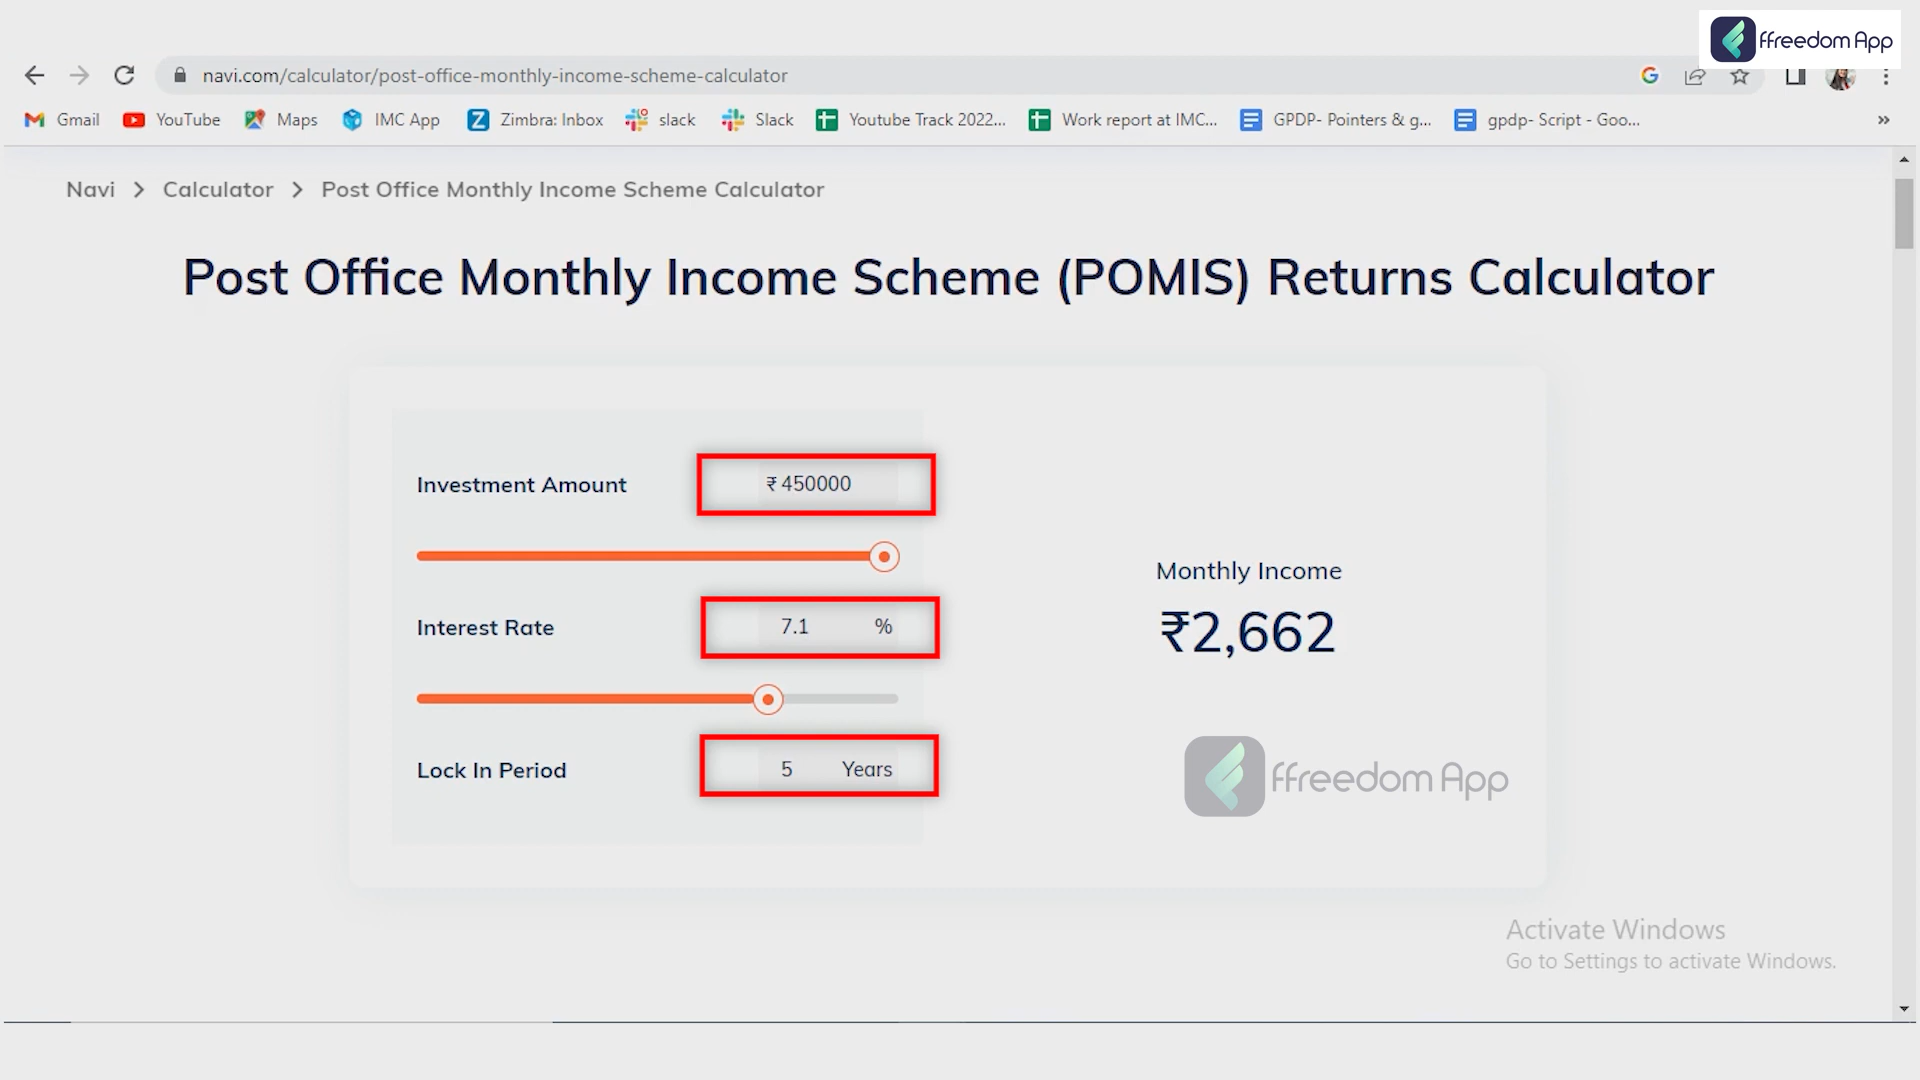 ffreedom App
navi.com/calculator/post-office-monthly-income-scheme-calculator
Gmail YouTube Maps IMC App Zimbra: Inbox slack Slack Youtube Track 2022... Work report at IMC... GPDP- Pointers & g... gpdp- Script - Goo... »
Navi > Calculator > Post Office Monthly Income Scheme Calculator
Post Office Monthly Income Scheme (POMIS) Returns Calculator
Investment Amount ₹ 450000
Interest Rate 7.1 %
Lock In Period 5 Years
Monthly Income
₹2,662
ffreedom App
Activate Windows
Go to Settings to activate Windows.